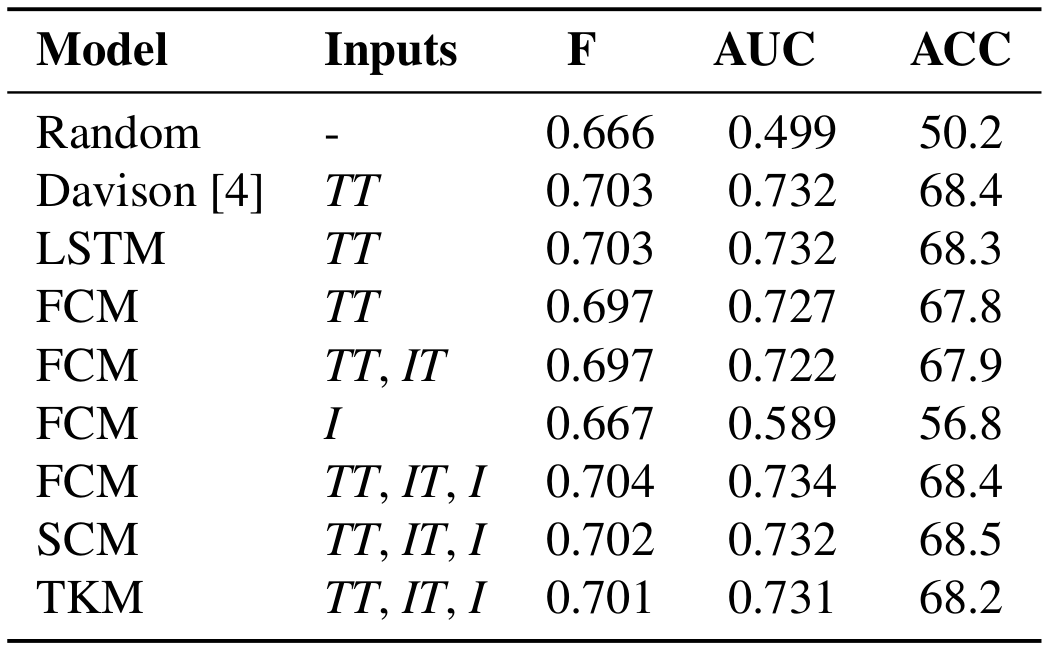 Model Inputs F AUC ACC
Random - 0.666 0.499 50.2
Davison [4] TT 0.703 0.732 68.4
LSTM TT 0.703 0.732 68.3
FCM TT 0.697 0.727 67.8
FCM TT, IT 0.697 0.722 67.9
FCM I 0.667 0.589 56.8
FCM TT, IT, I 0.704 0.734 68.4
SCM TT, IT, I 0.702 0.732 68.5
TKM TT, IT, I 0.701 0.731 68.2